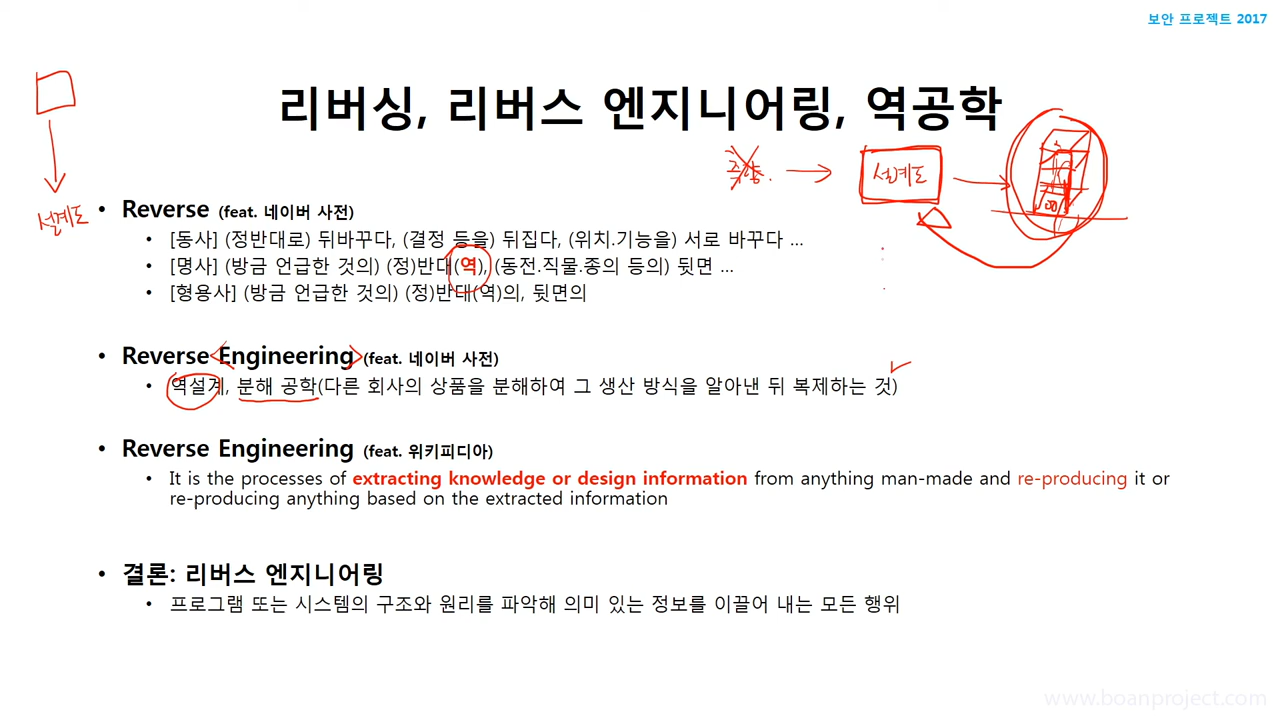 보안 프로젝트 2017
리버싱, 리버스 엔지니어링, 역공학
설계도
설계도
• Reverse (feat. 네이버 사전)
• [동사] (정반대로) 뒤바꾸다, (결정 등을) 뒤집다, (위치.기능을) 서로 바꾸다 ...
• [명사] (방금 언급한 것의) (정)반대(역), (동전.직물.종의 등의) 뒷면 ...
• [형용사] (방금 언급한 것의) (정)반대(역)의, 뒷면의
• Reverse Engineering (feat. 네이버 사전)
• 역설계, 분해 공학(다른 회사의 상품을 분해하여 그 생산 방식을 알아낸 뒤 복제하는 것)
• Reverse Engineering (feat. 위키피디아)
• It is the processes of extracting knowledge or design information from anything man-made and re-producing it or
re-producing anything based on the extracted information
• 결론: 리버스 엔지니어링
• 프로그램 또는 시스템의 구조와 원리를 파악해 의미 있는 정보를 이끌어 내는 모든 행위
www.boanproject.com